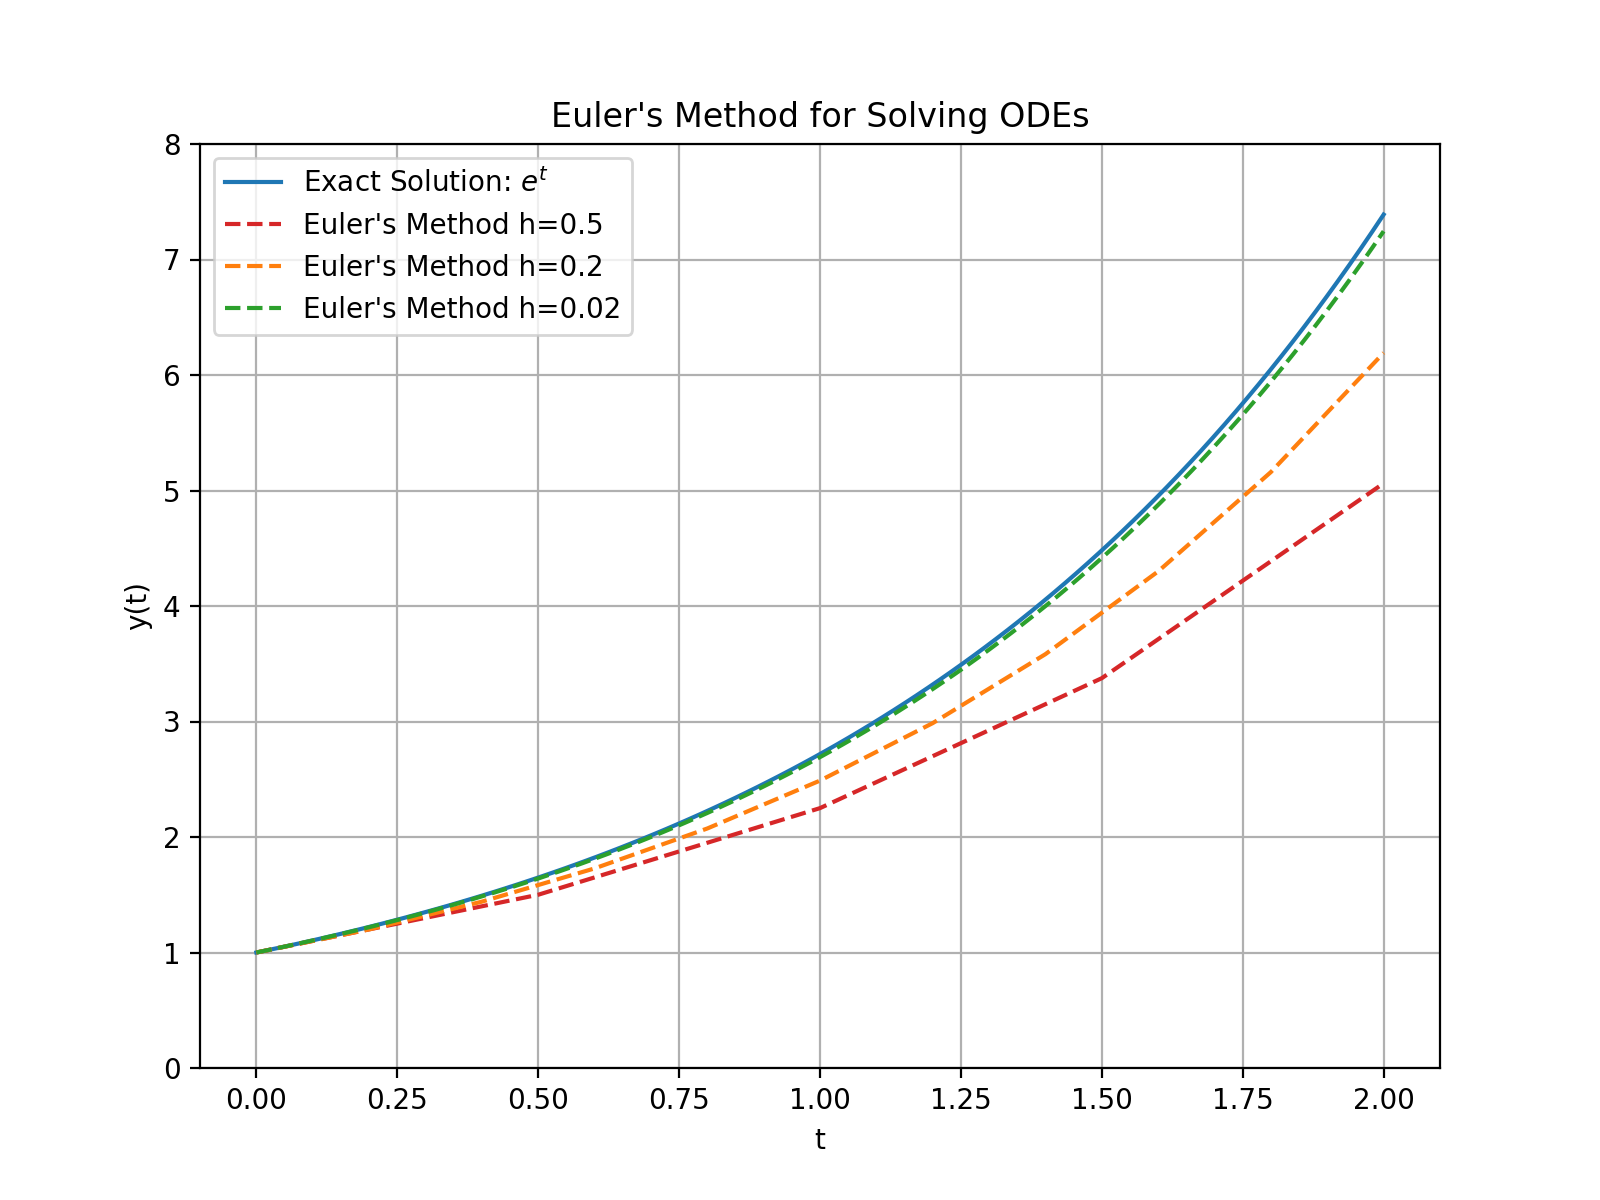 Euler's Method for Solving ODEs
Exact Solution: e^t
Euler's Method h=0.5
Euler's Method h=0.2
Euler's Method h=0.02
8
7
6
5
4
3
2
1
0
y(t)
0.00 0.25 0.50 0.75 1.00 1.25 1.50 1.75 2.00
t